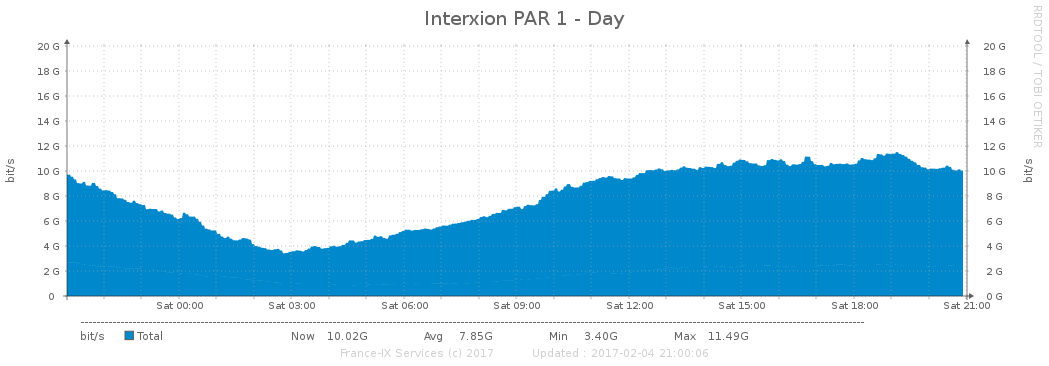 Interxion PAR 1 - Day
RRDTOOL / TOBI OETIKER
bit/s
20 G 20 G
18 G 18 G
16 G 16 G
14 G 14 G
12 G 12 G
10 G 10 G
8 G 8 G
6 G 6 G
4 G 4 G
2 G 2 G
0 0 G
bit/s
Sat 00:00 Sat 03:00 Sat 06:00 Sat 09:00 Sat 12:00 Sat 15:00 Sat 18:00 Sat 21:00
bit/s Total Now 10.02G Avg 7.85G Min 3.40G Max 11.49G
France-IX Services (c) 2017 Updated : 2017-02-04 21:00:06